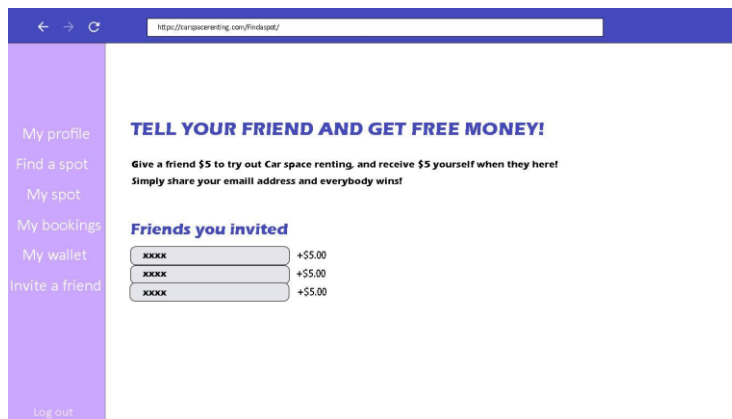 https://carspacerenting.com/Findaspot/
My profile
Find a spot
My spot
My bookings
My wallet
Invite a friend
Log out
TELL YOUR FRIEND AND GET FREE MONEY!
Give a friend $5 to try out Car space renting, and receive $5 yourself when they here!
Simply share your emaill address and everybody wins!
Friends you invited
xxxx +$5.00
xxxx +$5.00
xxxx +$5.00